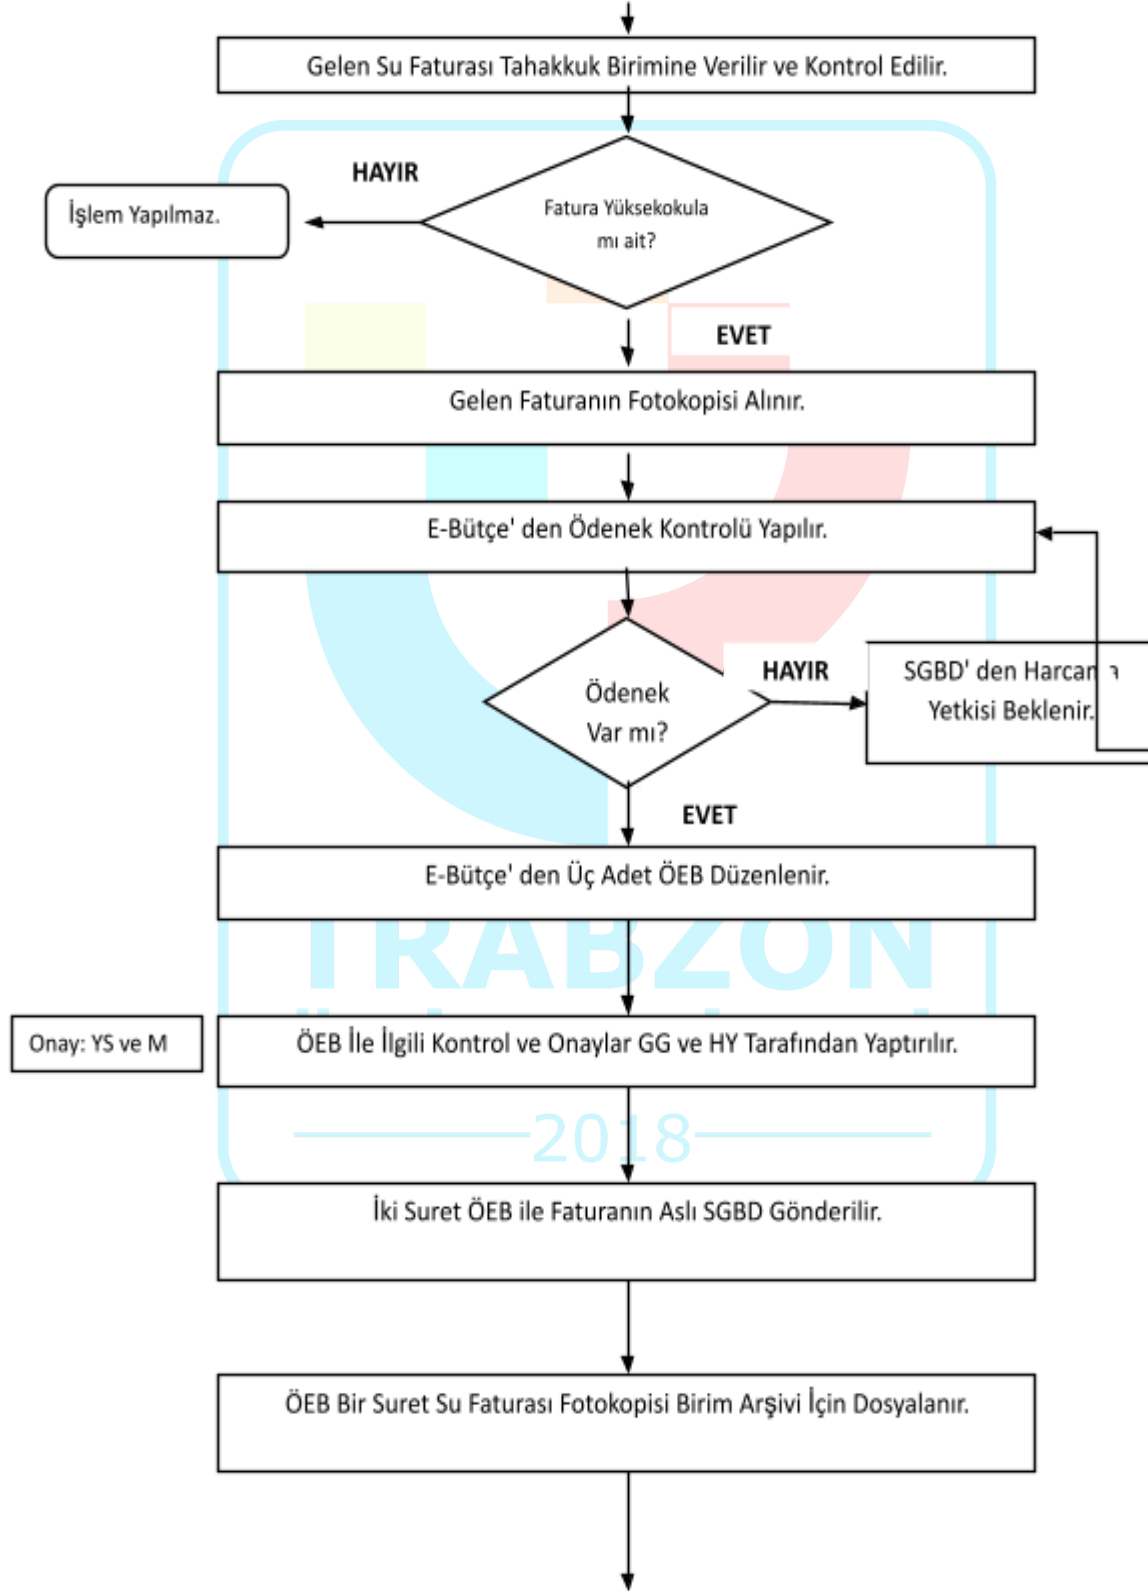 Gelen Su Faturası Tahakkuk Birimine Verilir ve Kontrol Edilir.
HAYIR
İşlem Yapılmaz.
Fatura Yüksekokula
mı ait?
EVET
Gelen Faturanın Fotokopisi Alınır.
E-Bütçe' den Ödenek Kontrolü Yapılır.
Ödenek
Var mı?
HAYIR
SGBD' den
Yetkisi Beklenir.
EVET
E-Bütçe' den Üç Adet ÖEB Düzenlenir.
TRABZON
Onay: YS ve M
ÖEB İle İlgili Kontrol ve Onaylar GG ve HY Tarafından Yaptırılır.
2018
İki Suret ÖEB ile Faturanın Aslı SGBD Gönderilir.
ÖEB Bir Suret Su Faturası Fotokopisi Birim Arşivi İçin Dosyalanır.